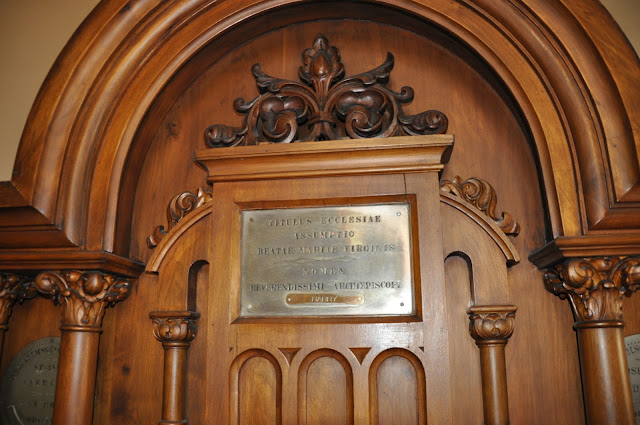 TITULUS ECCLESIAE
ASSUMPTIO
BEATAE MARIAE VIRGINIS
NOMEN
REVERENDISSIMI ARCHIEPISCOPI